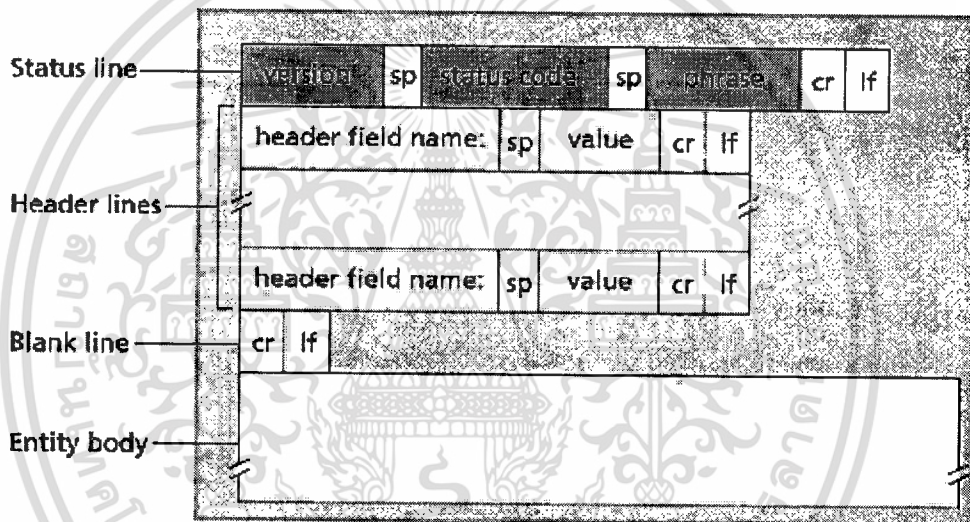 Status line
version sp status code sp phrase cr lf
header field name: sp value cr lf
Header lines
header field name: sp value cr lf
Blank line
cr lf
Entity body